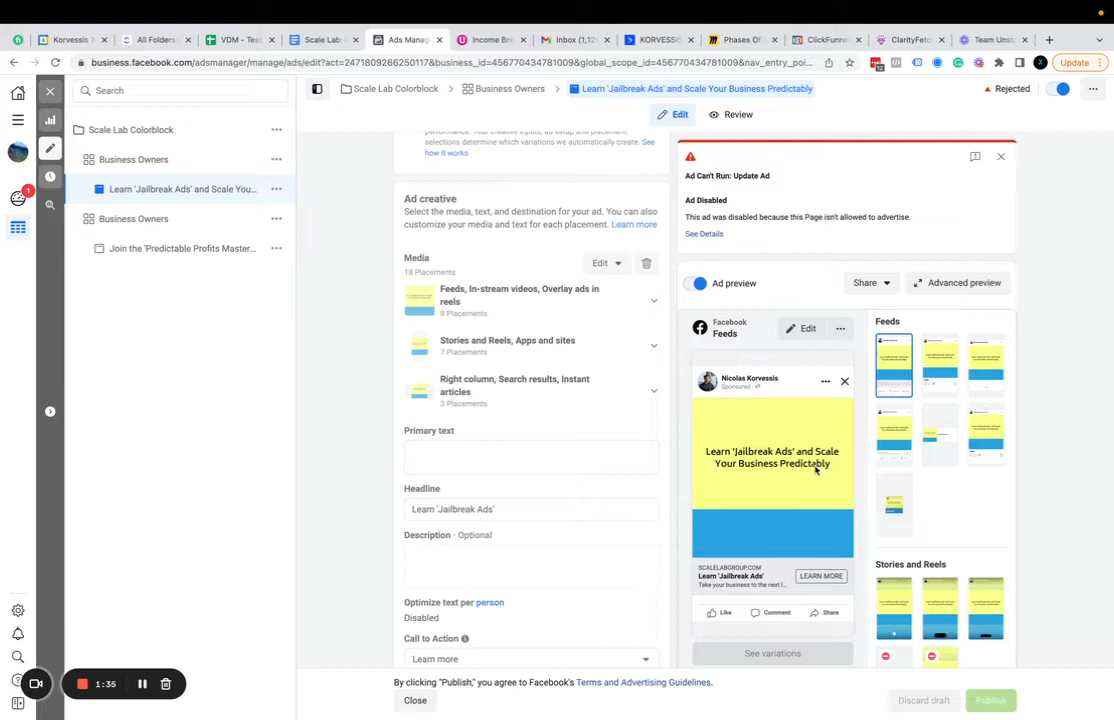 Korvessis
All Folders
VDM - Test
Scale Lab
Ads Manag
Income Bre
Inbox (1,12
KORVESSIS
Phases Of
ClickFunne
ClarityFetc
Team Unst
business.facebook.com/adsmanager/manage/ads/edit?act=2471809266250117&business_id=456770434781009&global_scope_id=456770434781009&nav_entry_poi...
12
X
Update
Search
Scale Lab Colorblock
Business Owners
Learn 'Jailbreak Ads' and Scale Your Business Predictably
Rejected
Edit
Review
1
Scale Lab Colorblock
Business Owners
Learn 'Jailbreak Ads' and Scale You...
Business Owners
Join the 'Predictable Profits Master...
performance. Your Creative inputs, ad setup and placement
selections determine which variations we automatically create. See
how it works
Ad creative
Select the media, text, and destination for your ad. You can also
customize your media and text for each placement. Learn more
Media
18 Placements
Edit
Feeds, In-stream videos, Overlay ads in
reels
8 Placements
Stories and Reels, Apps and sites
7 Placements
Right column, Search results, Instant
articles
3 Placements
Primary text
Headline
Learn 'Jailbreak Ads'
Description · Optional
Optimize text per person
Disabled
Call to Action
Learn more
Ad Can't Run: Update Ad
Ad Disabled
This ad was disabled because this Page isn't allowed to advertise.
See Details
Ad preview
Share
Advanced preview
Facebook
Feeds
Edit
Feeds
Nicolas Korvessis
Sponsored
Learn 'Jailbreak Ads' and Scale
Your Business Predictably
SCALELABGROUP.COM
Learn 'Jailbreak Ads'
Take your business to the next l...
LEARN MORE
Like
Comment
Share
See variations
Stories and Reels
1:35
By clicking "Publish," you agree to Facebook's Terms and Advertising Guidelines.
Close
Discard draft
Publish